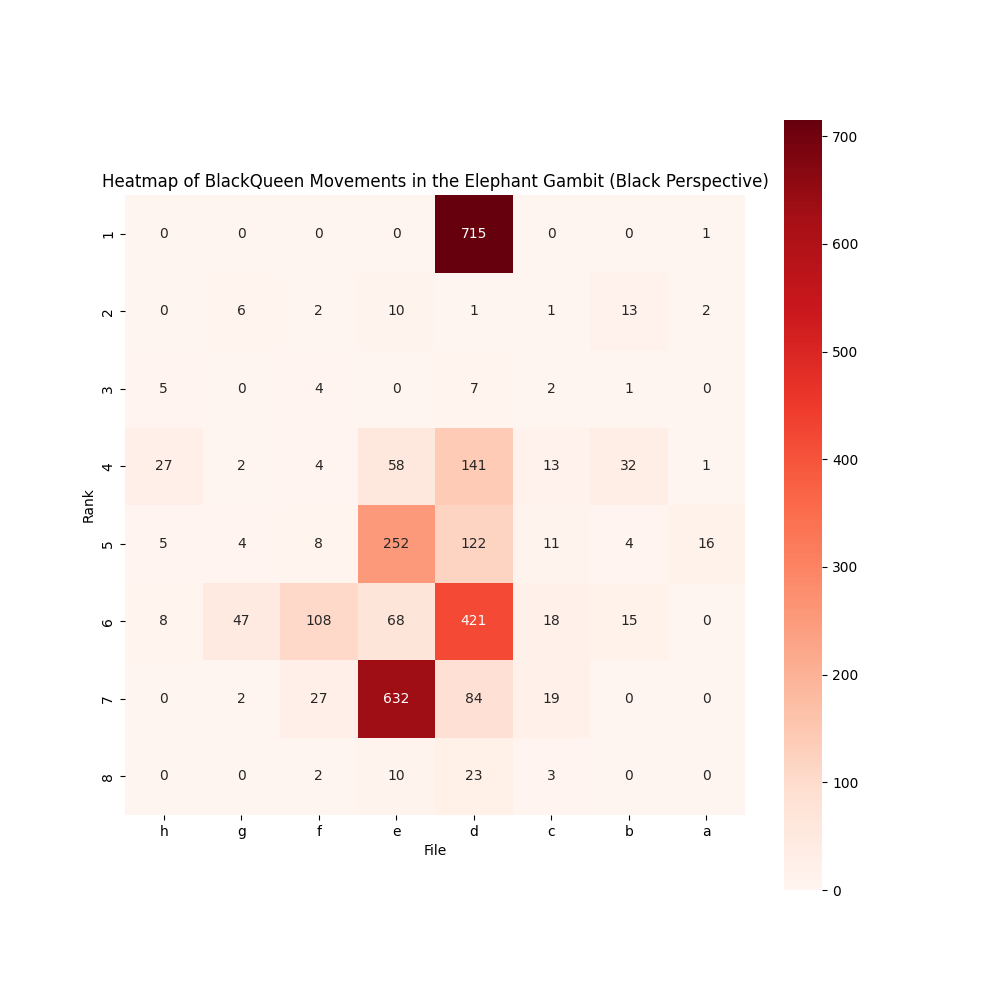 Heatmap of BlackQueen Movements in the Elephant Gambit (Black Perspective)
1 0 0 0 0 715 0 0 1
2 0 6 2 10 1 1 13 2
3 5 0 4 0 7 2 1 0
4 27 2 4 58 141 13 32 1
Rank
5 5 4 8 252 122 11 4 16
6 8 47 108 68 421 18 15 0
7 0 2 27 632 84 19 0 0
8 0 0 2 10 23 3 0 0
h g f e d c b a
File
700
600
500
400
300
200
100
0